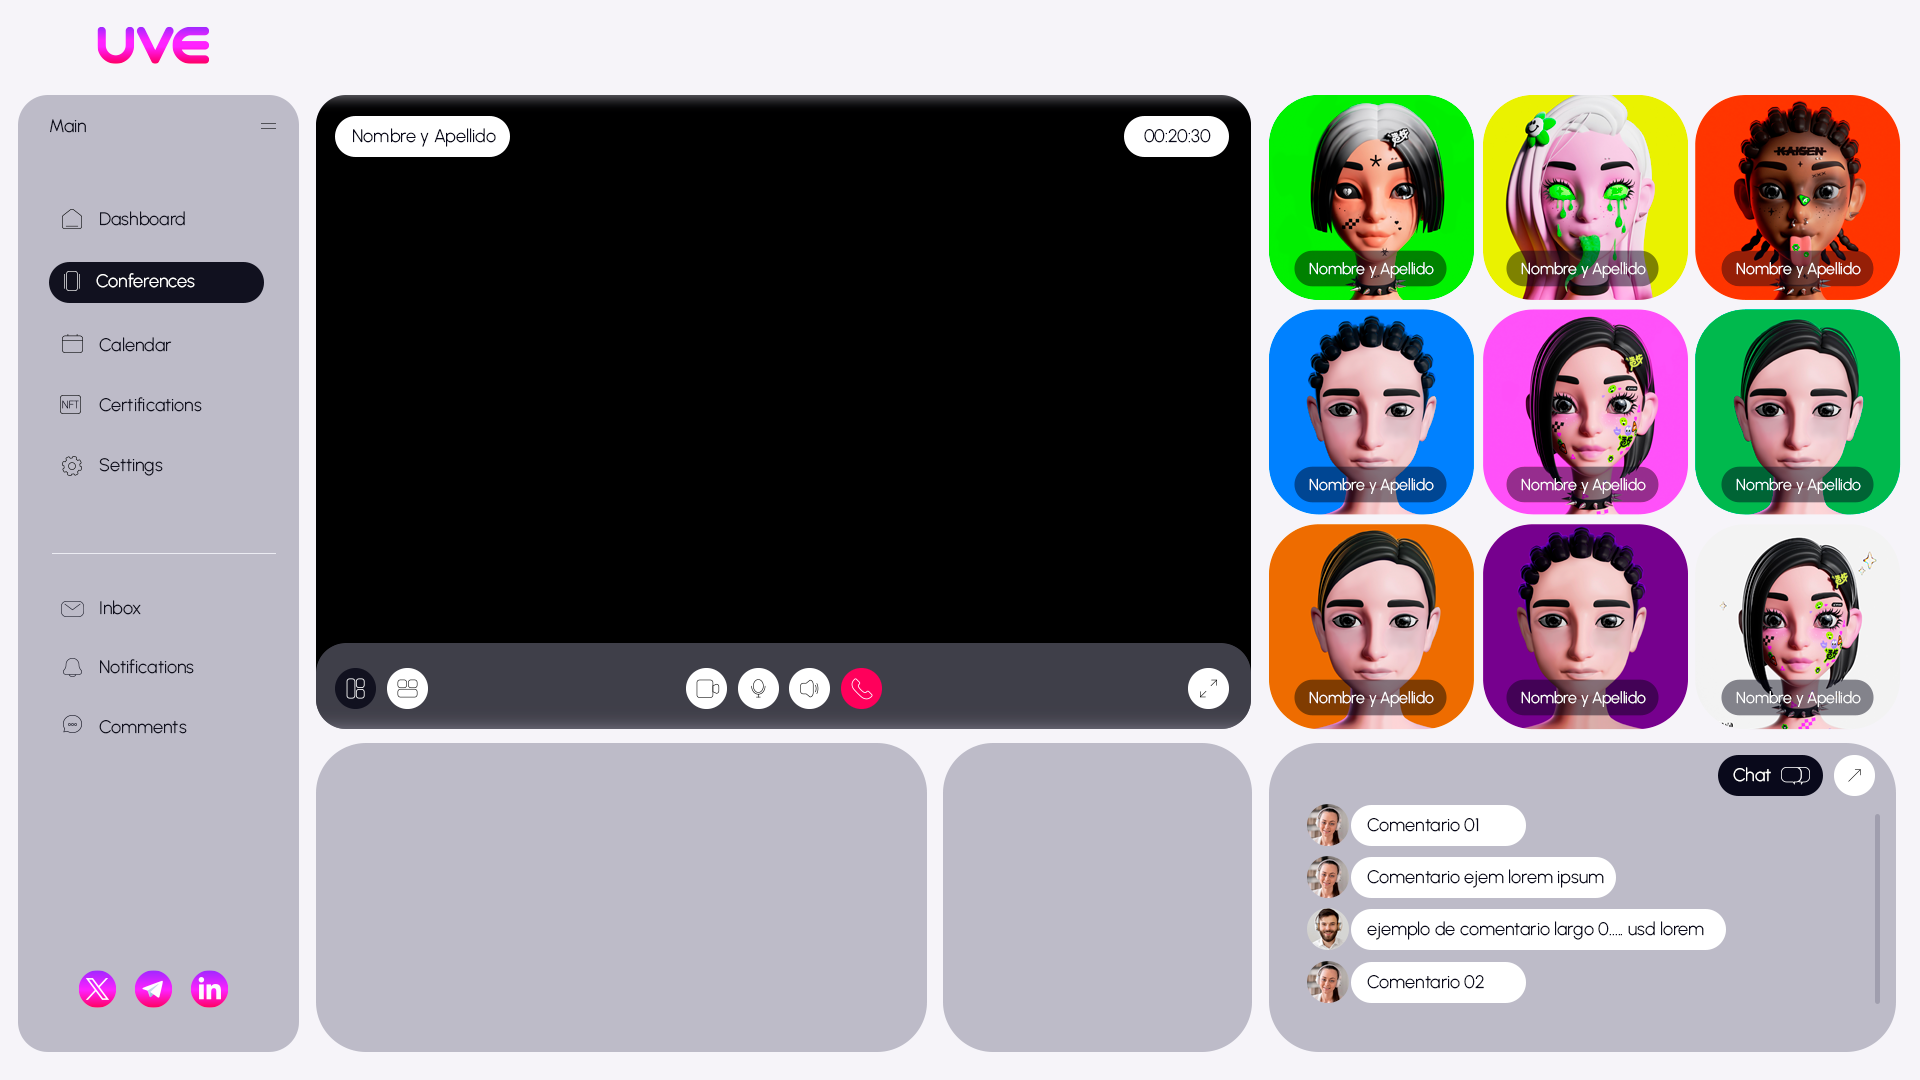 UVE
Main
Dashboard
Conferences
Calendar
NFT
Certifications
Settings
Inbox
Notifications
Comments
in
Nombre y Apellido
00:20:30
KAISEN
Nombre y Apellido
Nombre y Apellido
Nombre y Apellido
Nombre y Apellido
Nombre y Apellido
Nombre y Apellido
Nombre y Apellido
Nombre y Apellido
Nombre y Apellido
Chat
Comentario 01
Comentario ejem lorem ipsum
ejemplo de comentario largo 0..... usd lorem
Comentario 02